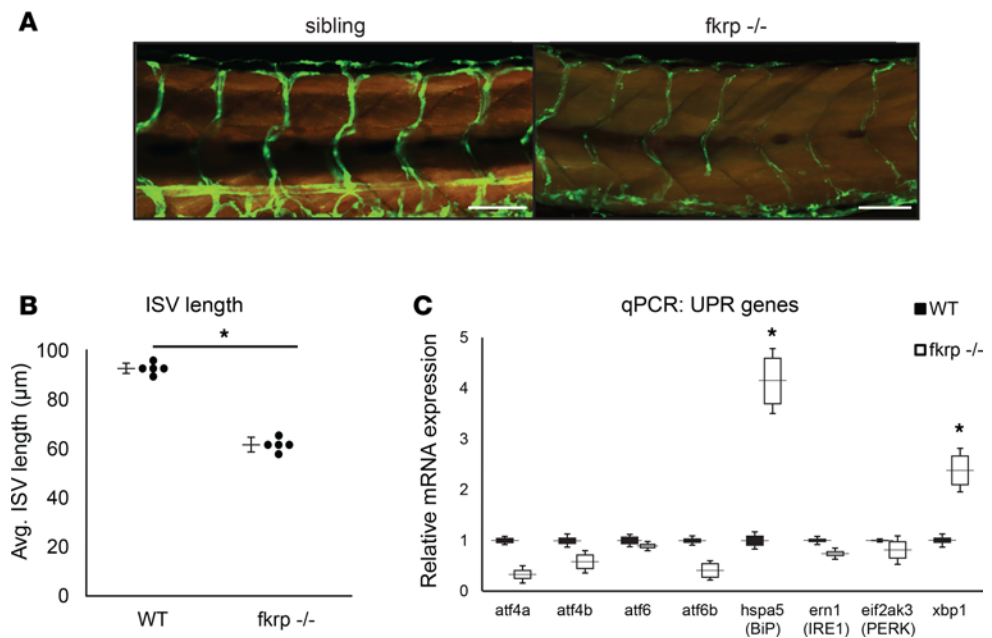 A
sibling
fkrp -/-
B
ISV length
*
Avg. ISV length (µm)
100
80
60
40
20
0
WT
fkrp -/-
C
qPCR: UPR genes
WT
fkrp -/-
*
*
Relative mRNA expression
5
4
3
2
1
0
atf4a
atf4b
atf6
atf6b
hspa5
(BiP)
ern1
(IRE1)
eif2ak3
(PERK)
xbp1